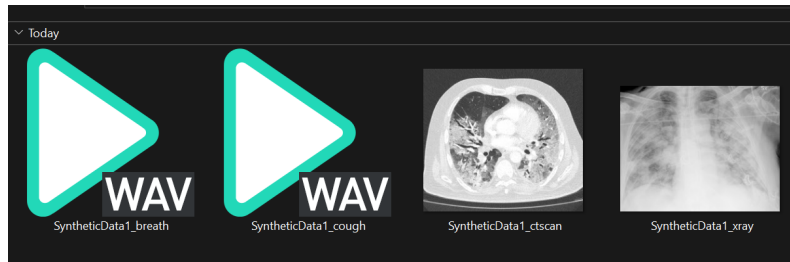 Today
WAV
WAV
SyntheticData1_breath
SyntheticData1_cough
SyntheticData1_ctscan
SyntheticData1_xray